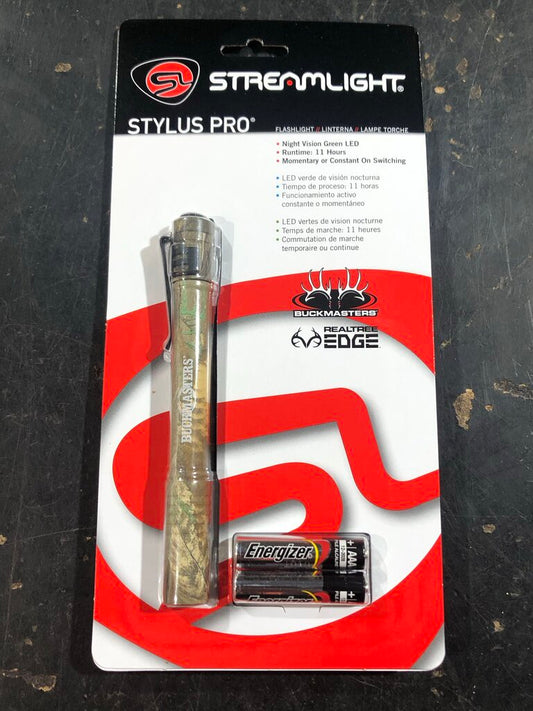 STREAMLIGHT®
STYLUS PRO®
FLASHLIGHT // LINTERNA // LAMPE TORCHE
• Night Vision Green LED
• Runtime: 11 Hours
• Momentary or Constant On Switching
• LED verde de visión nocturna
• Tiempo de proceso: 11 horas
• Funcionamiento activo
constante o momentáneo
• LED vertes de vision nocturne
• Temps de marche: 11 heures
• Commutation de marche
temporaire ou continue
BUCKMASTERS
REALTREE
EDGE
BUCKMASTERS
Energizer
+ AAA
Energizer